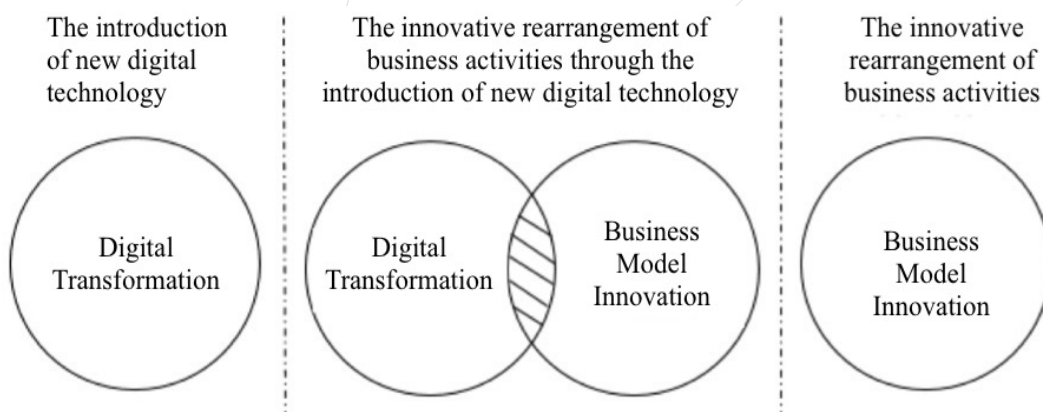 The introduction
of new digital
technology
The innovative rearrangement of
business activities through the
introduction of new digital technology
The innovative
rearrangement of
business activities
Digital
Transformation
Digital
Transformation
Business
Model
Innovation
Business
Model
Innovation